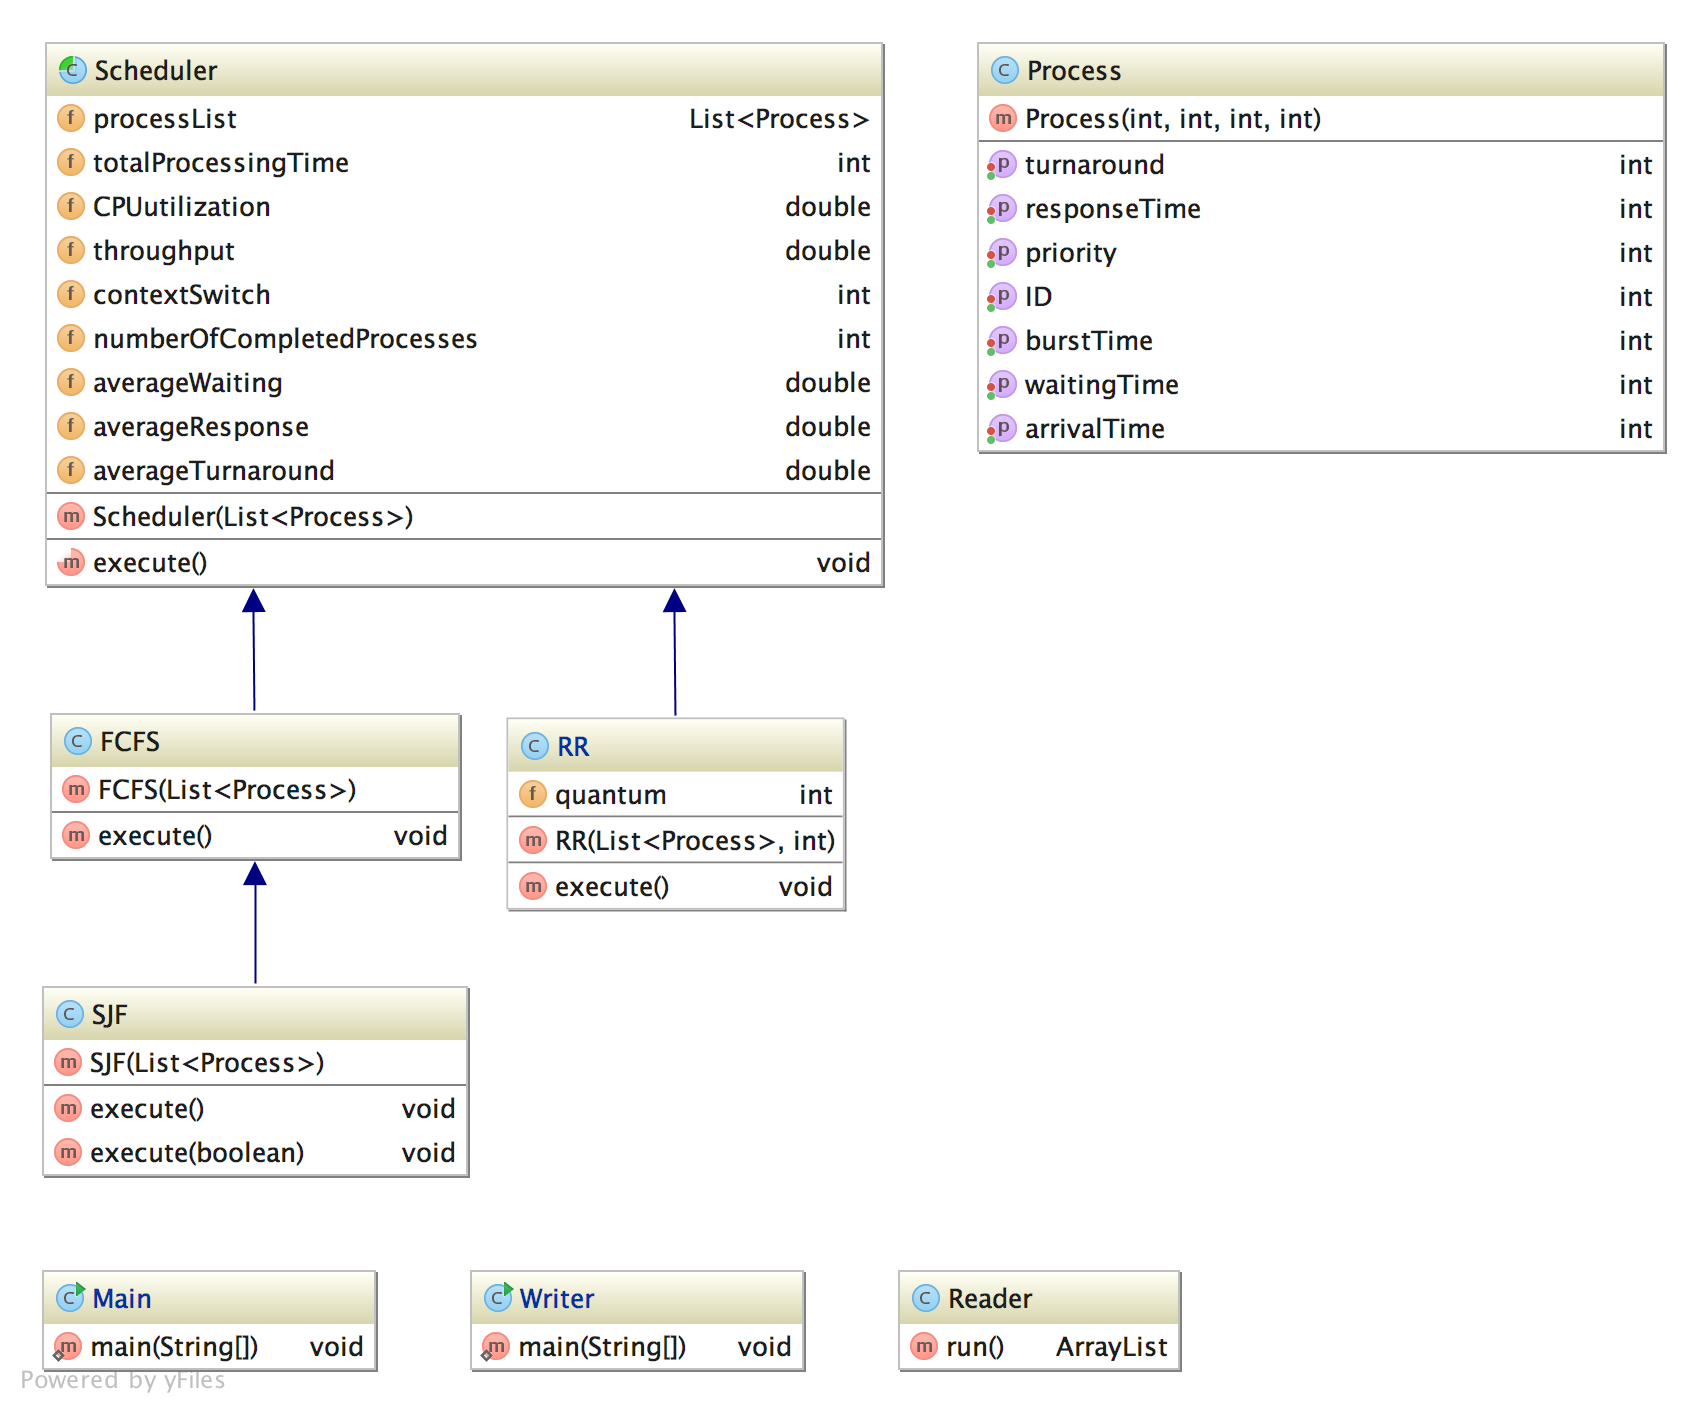 Scheduler
processList List<Process>
totalProcessingTime int
CPUutilization double
throughput double
contextSwitch int
numberOfCompletedProcesses int
averageWaiting double
averageResponse double
averageTurnaround double
Scheduler(List<Process>)
execute() void
Process
Process(int, int, int, int)
turnaround int
responseTime int
priority int
ID int
burstTime int
waitingTime int
arrivalTime int
FCFS
FCFS(List<Process>)
execute() void
RR
quantum int
RR(List<Process>, int)
execute() void
SJF
SJF(List<Process>)
execute() void
execute(boolean) void
Main
main(String[]) void
Writer
main(String[]) void
Reader
run() ArrayList
Powered by yFiles